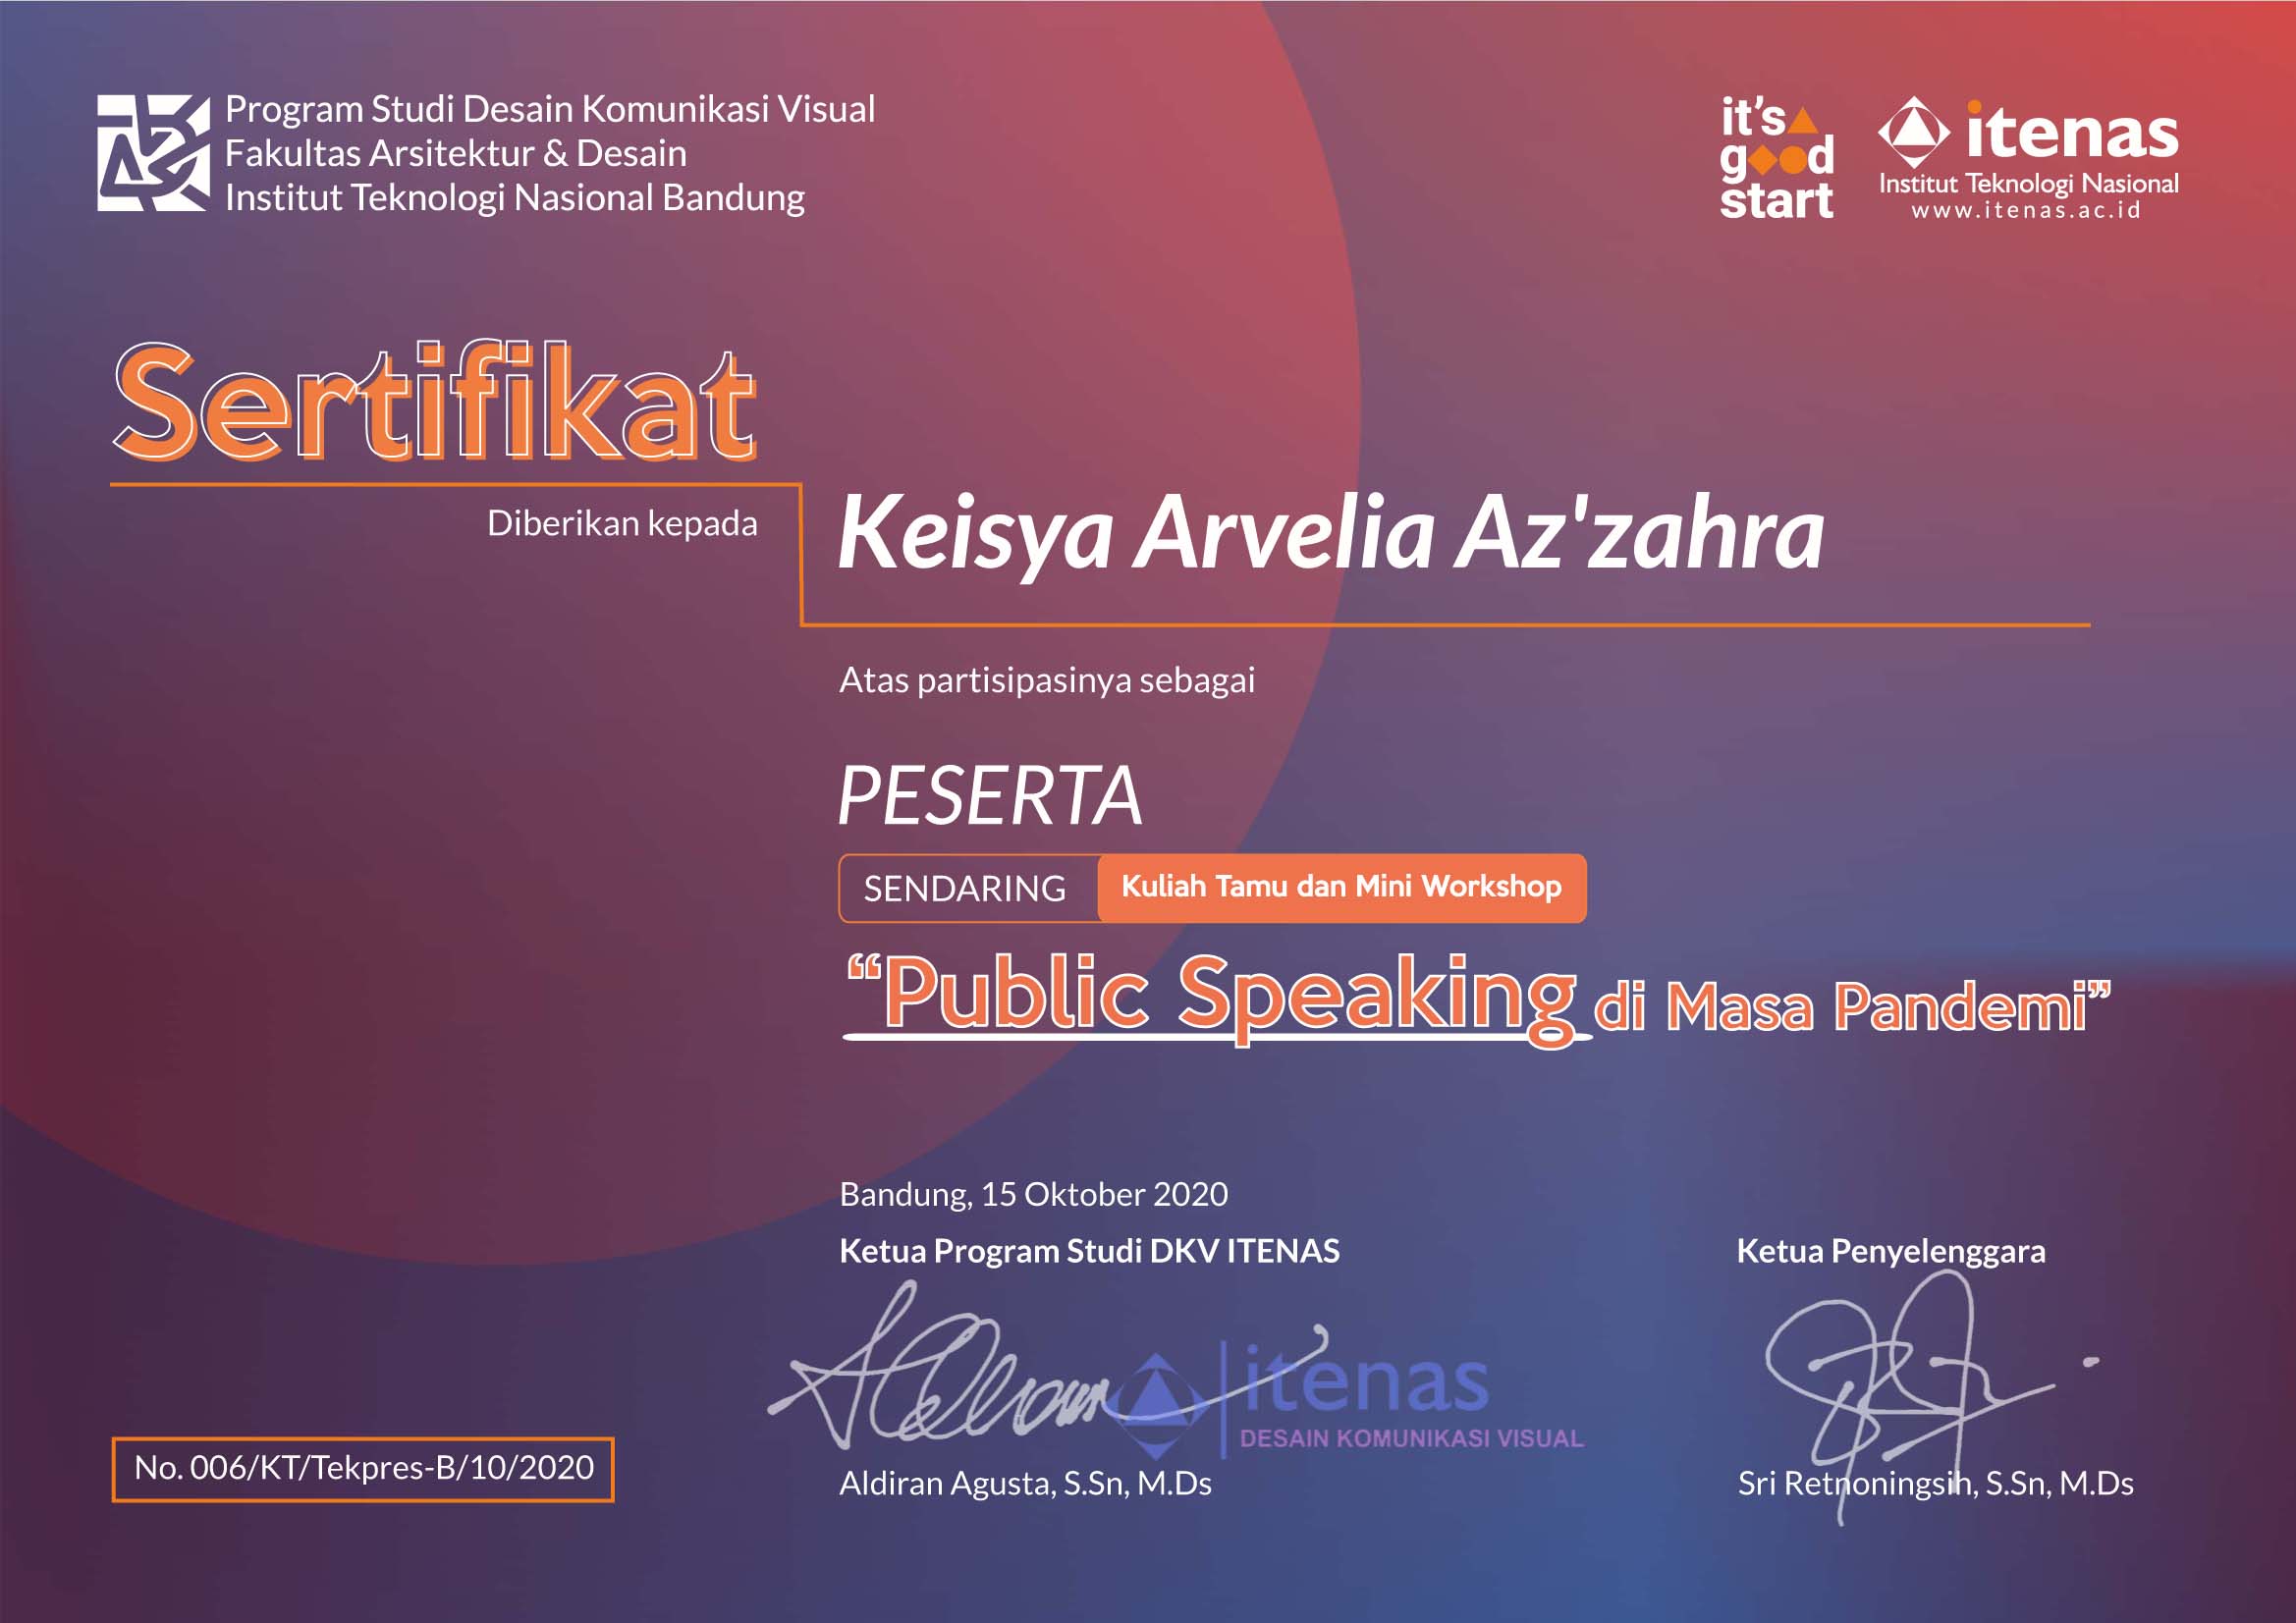 Program Studi Desain Komunikasi Visual
Fakultas Arsitektur & Desain
Institut Teknologi Nasional Bandung
it's
good
start
itenas
Institut Teknologi Nasional
www.itenas.ac.id
Sertifikat
Diberikan kepada
Keisya Arvelia Az'zahra
Atas partisipasinya sebagai
PESERTA
SENDARING Kuliah Tamu dan Mini Workshop
“Public Speaking di Masa Pandemi”
Bandung, 15 Oktober 2020
Ketua Program Studi DKV ITENAS
itenas
DESAIN KOMUNIKASI VISUAL
Aldiran Agusta, S.Sn, M.Ds
Ketua Penyelenggara
Sri Retnoningsih, S.Sn, M.Ds
No. 006/KT/Tekpres-B/10/2020